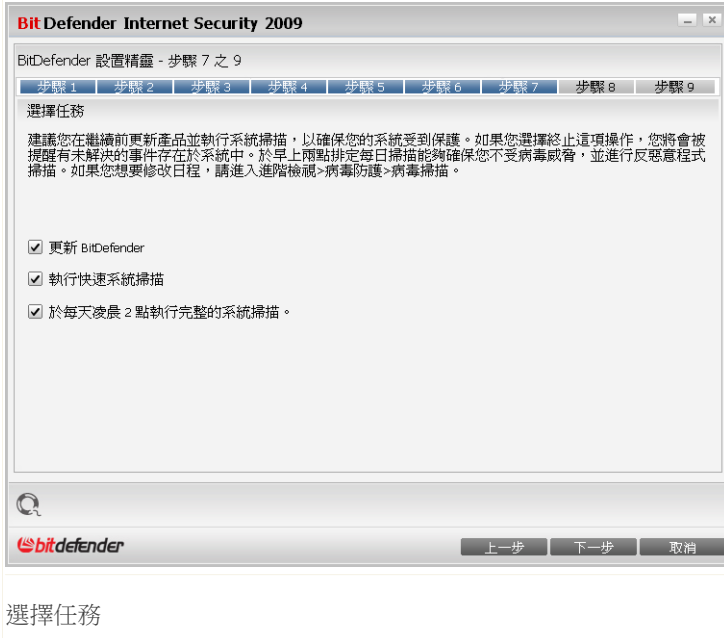 BitDefender Internet Security 2009
BitDefender 設置精靈 - 步驟 7 之 9
步驟 1 步驟 2 步驟 3 步驟 4 步驟 5 步驟 6 步驟 7 步驟 8 步驟 9
選擇任務
建議您在繼續前更新產品並執行系統掃描，以確保您的系統受到保護。如果您選擇終止這項操作，您將會被
提醒有未解決的事件存在於系統中。於早上兩點排定每日掃描能夠確保您不受病毒威脅，並進行反惡意程式
掃描。如果您想要修改日程，請進入進階檢視>病毒防護>病毒掃描。
更新 BitDefender
執行快速系統掃描
於每天凌晨 2 點執行完整的系統掃描。
bitdefender
上一步 下一步 取消
選擇任務